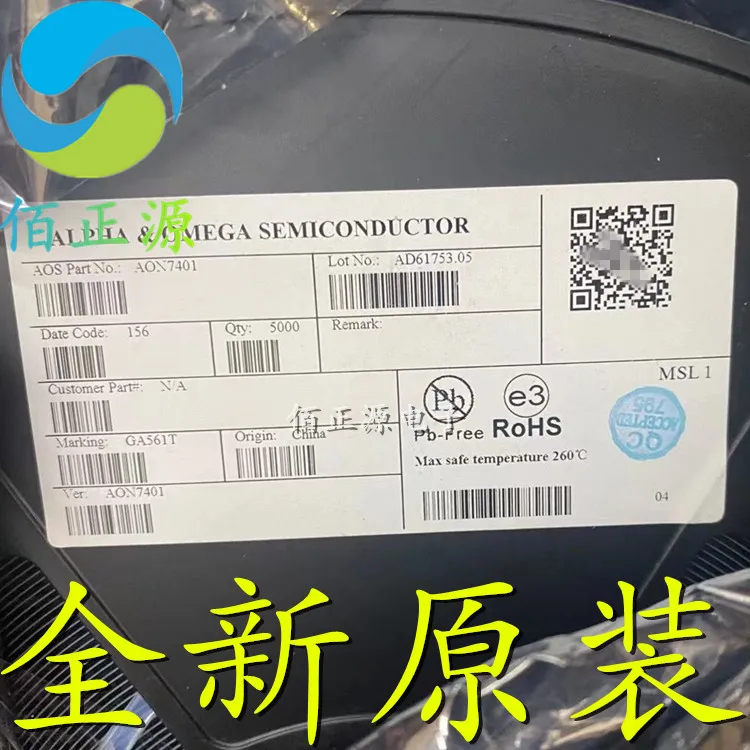 佰正源
ALPHA & OMEGA SEMICONDUCTOR
AOS Part No.: AON7401
Lot No.: AD61753.05
Date Code: 156
Qty: 5000
Remark:
Customer Part#: N/A
Marking: GA561T
Origin: China
Ver: AON7401
MSL 1
Pb
e3
Pb-Free RoHS
Max safe temperature 260℃
QC
ACCEPTED
795
04
佰正源电子
全新原装